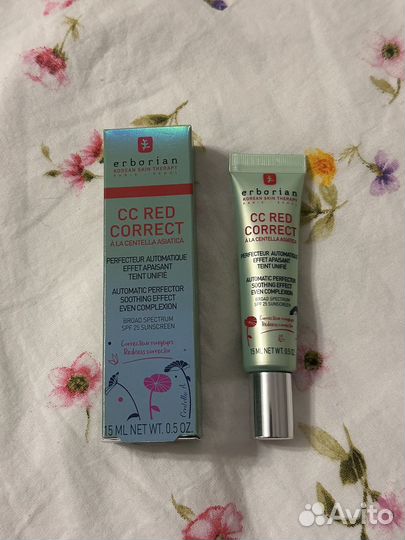 erborian
KOREAN SKIN THERAPY
PARIS SEOUL
CC RED
CORRECT
À LA CENTELLA ASIATICA
PERFECTEUR AUTOMATIQUE
EFFET APAISANT
TEINT UNIFIÉ
AUTOMATIC PERFECTOR
SOOTHING EFFECT
EVEN COMPLEXION
BROAD SPECTRUM
SPF 25 SUNSCREEN
Correcteur rougeurs
Redness corrector
Centella A.
15 ML NET WT. 0.5 OZ.
erborian
KOREAN SKIN THERAPY
PARIS SEOUL
CC RED
CORRECT
À LA CENTELLA ASIATICA
PERFECTEUR AUTOMATIQUE
EFFET APAISANT
TEINT UNIFIÉ
AUTOMATIC PERFECTOR
SOOTHING EFFECT
EVEN COMPLEXION
BROAD SPECTRUM
SPF 25 SUNSCREEN
Correcteur rougeurs
Redness corrector
15 ML NET WT. 0.5 OZ.
Avito